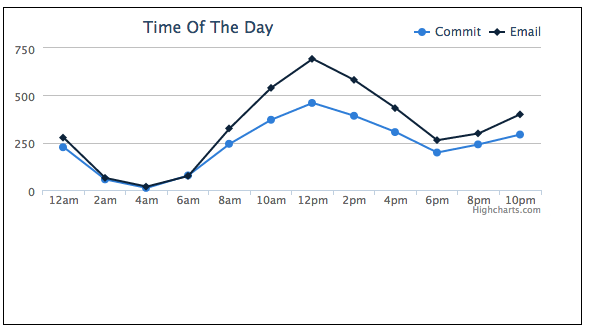 Time Of The Day
Commit Email
750
500
250
0
12am 2am 4am 6am 8am 10am 12pm 2pm 4pm 6pm 8pm 10pm
Highcharts.com